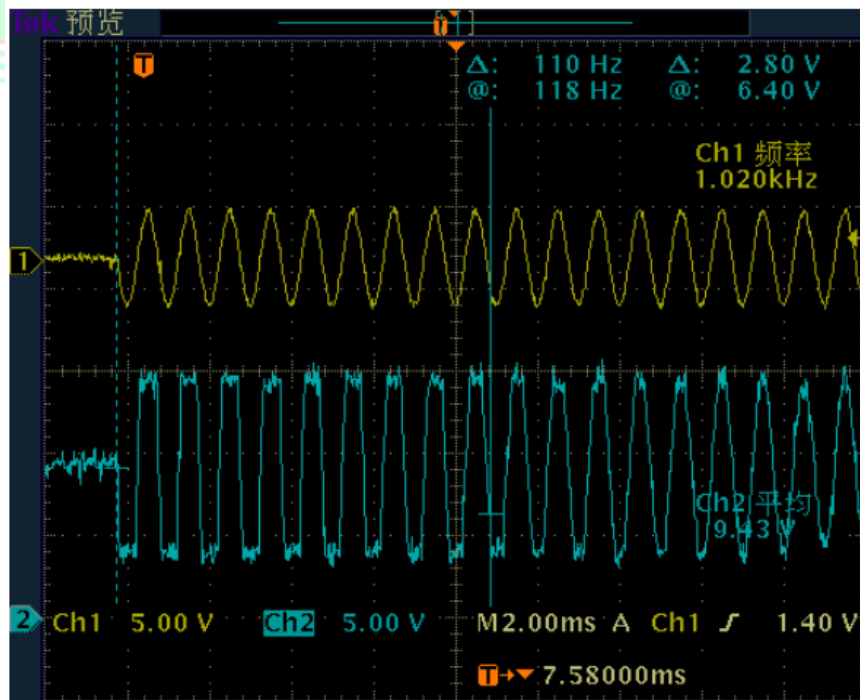 Tek 预览
T
T
Δ: 110 Hz Δ: 2.80 V
@: 118 Hz @: 6.40 V
Ch1 频率
1.020kHz
1
Ch2 平均
9.43 V
2
Ch1 5.00 V Ch2 5.00 V M2.00ms A Ch1 1.40 V
T 7.58000ms